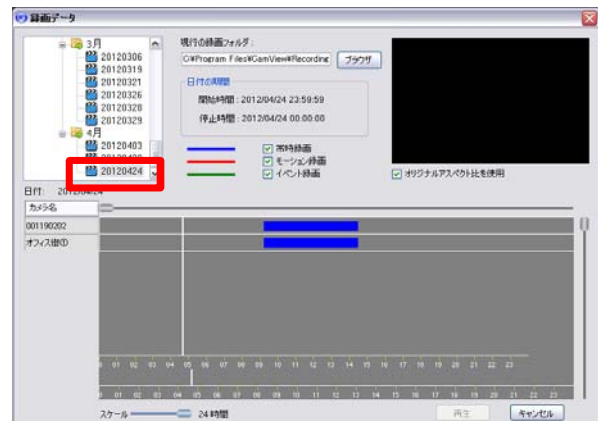 録画データ
3月
20120306
20120319
20120321
20120326
20120328
20120329
4月
20120403
20120424
現行の録画フォルダ:
C:¥Program Files¥CamView¥Recording
ブラウザ
日付の期間
開始時間 : 2012/04/24 23:59:59
停止時間 : 2012/04/24 00:00:00
常時録画
モーション録画
イベント録画
オリジナルアスペクト比を使用
日付: 2012/04/24
カメラ名
001190202
オフィス
01 02 03 04 05 06 07 08 09 10 11 12 13 14 15 16 17 18 19 20 21 22 23
01 02 03 04 05 06 07 08 09 10 11 12 13 14 15 16 17 18 19 20 21 22 23
スケール
24 時間
再生
キャンセル